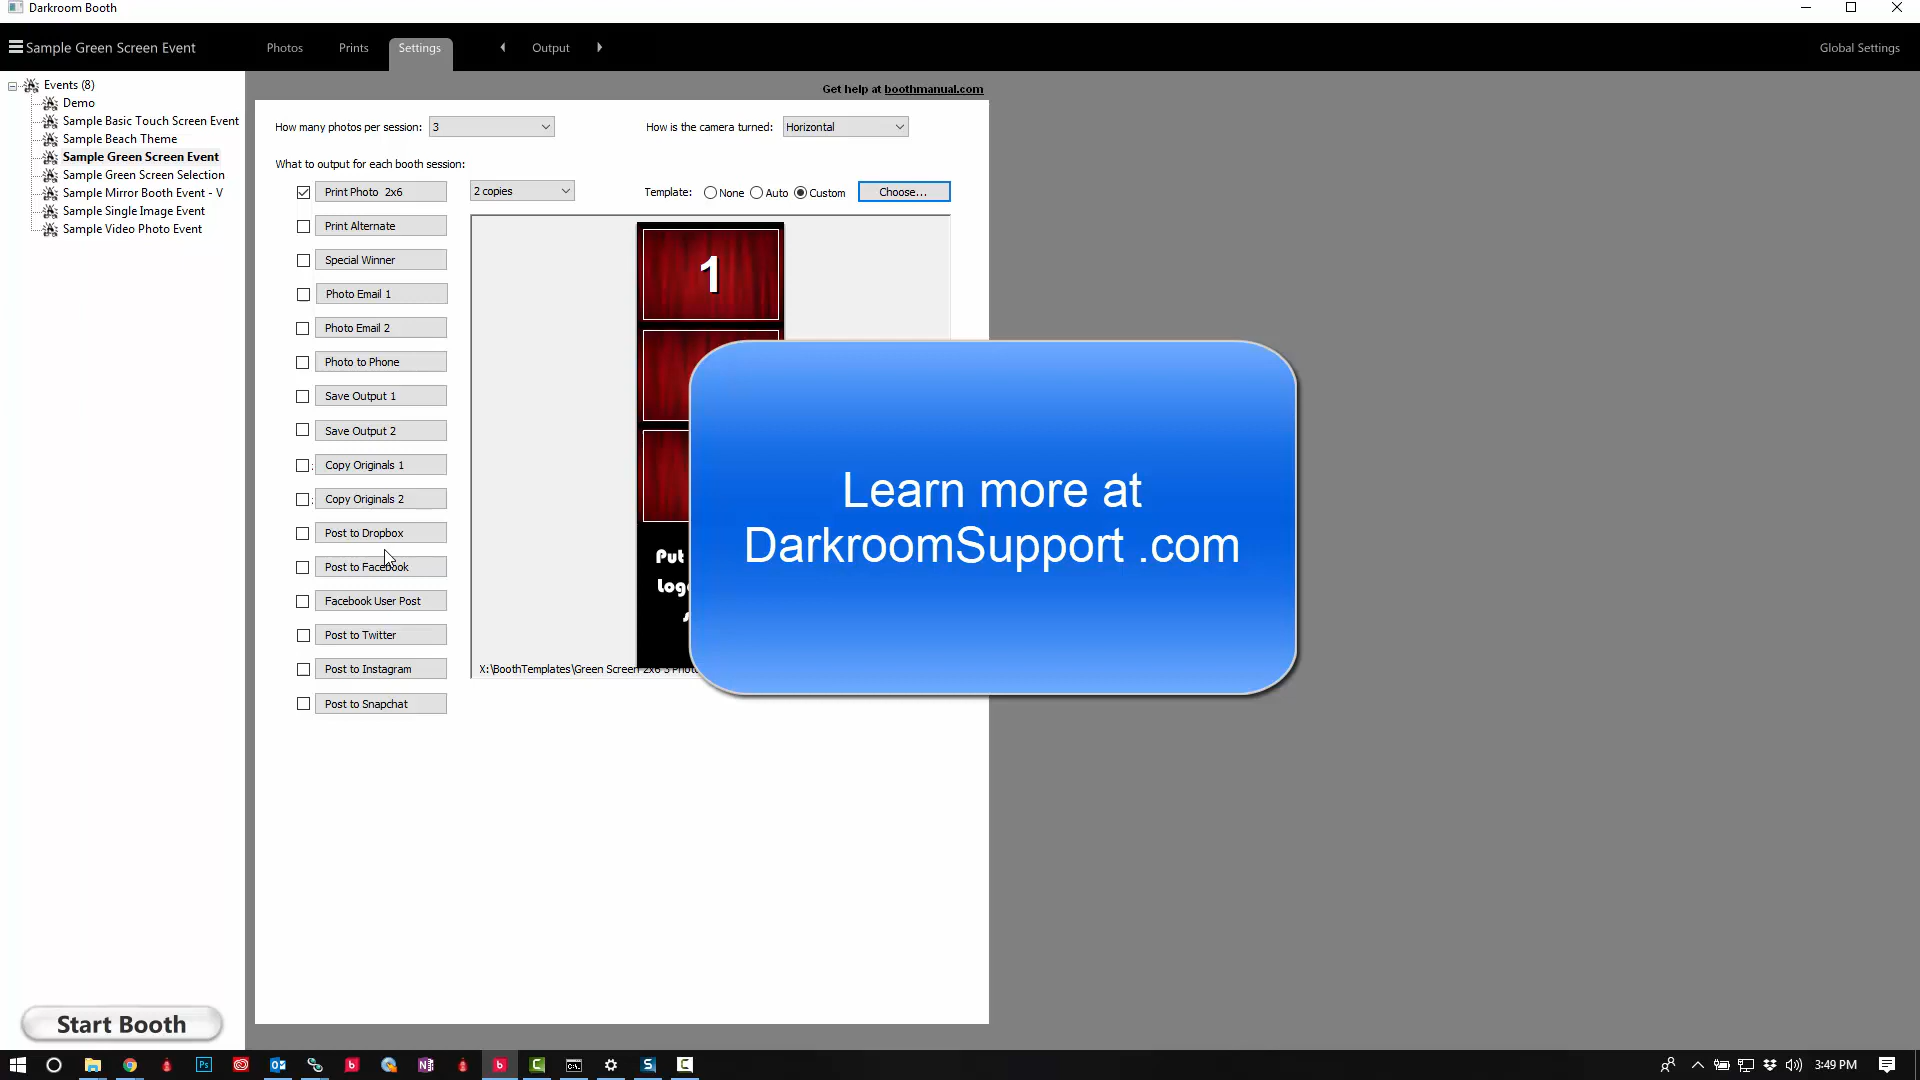 Darkroom Booth
Sample Green Screen Event
Photos
Prints
Settings
Output
Global Settings
Events (8)
Demo
Sample Basic Touch Screen Event
Sample Beach Theme
Sample Green Screen Event
Sample Green Screen Selection
Sample Mirror Booth Event - V
Sample Single Image Event
Sample Video Photo Event
Get help at boothmanual.com
How many photos per session: 3
How is the camera turned: Horizontal
What to output for each booth session:
Print Photo 2x6
2 copies
Template: None Auto Custom Choose...
Print Alternate
Special Winner
Photo Email 1
Photo Email 2
Photo to Phone
Save Output 1
Save Output 2
Copy Originals 1
Copy Originals 2
Post to Dropbox
Post to Facebook
Facebook User Post
Post to Twitter
Post to Instagram
Post to Snapchat
1
Put
X:\BoothTemplates\Green Screen 2x6 3
Learn more at
DarkroomSupport .com
Start Booth
3:49 PM